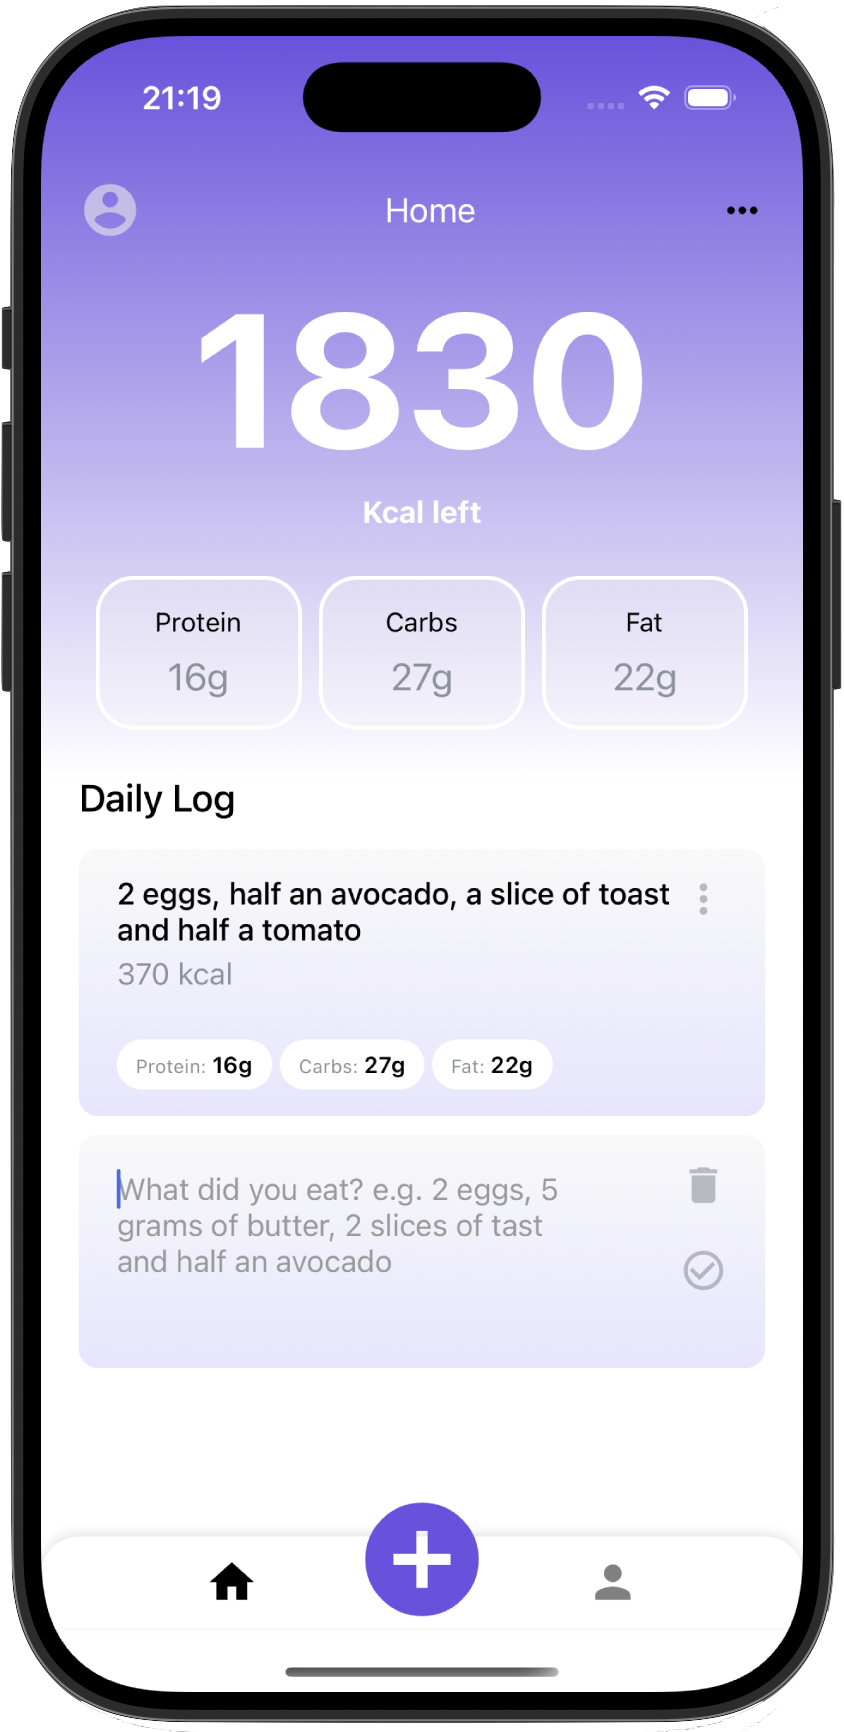 21:19
Home
1830
Kcal left
Protein
16g
Carbs
27g
Fat
22g
Daily Log
2 eggs, half an avocado, a slice of toast
and half a tomato
370 kcal
Protein: 16g
Carbs: 27g
Fat: 22g
What did you eat? e.g. 2 eggs, 5
grams of butter, 2 slices of tast
and half an avocado